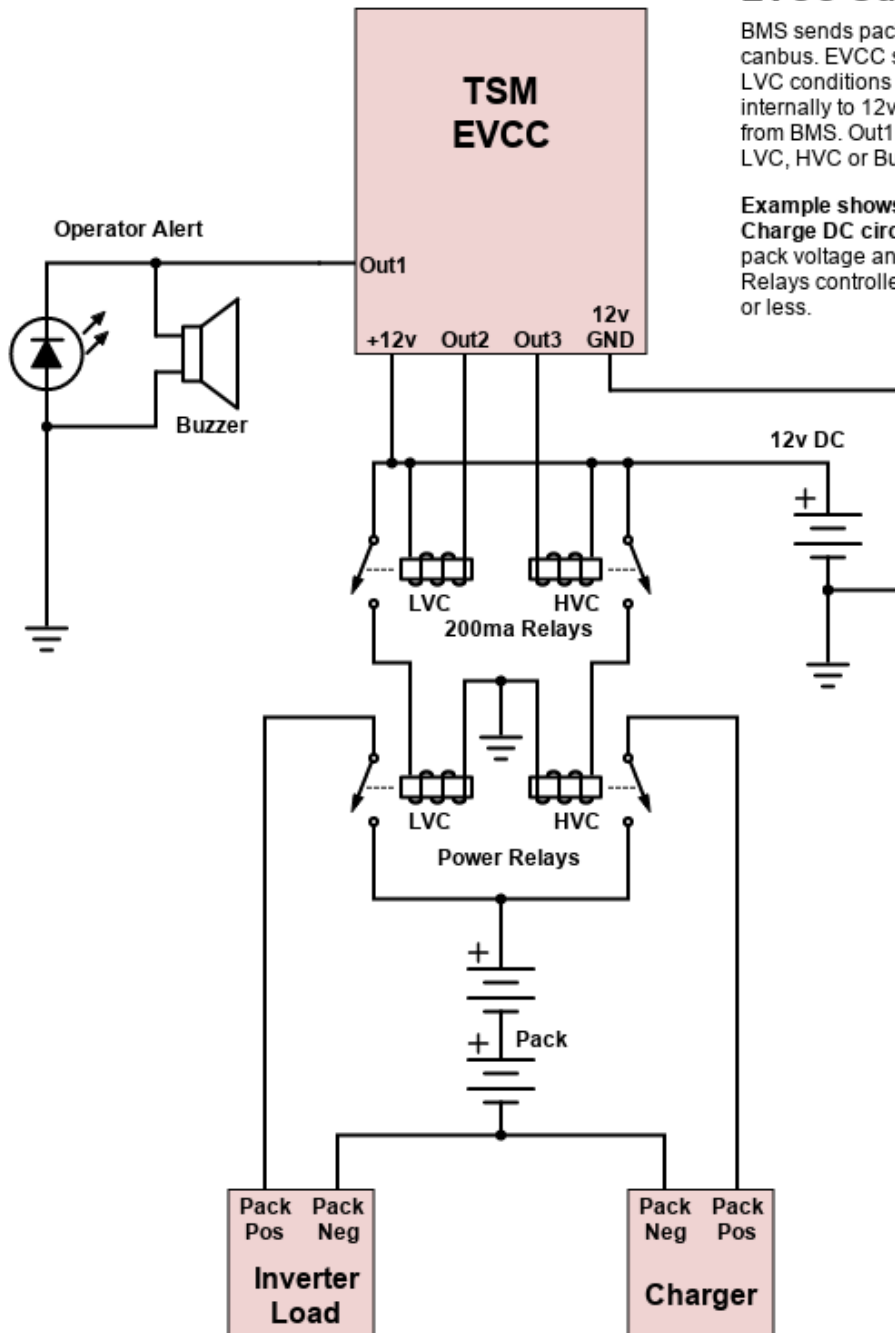 BMS sends pac
canbus. EVCC s
LVC conditions
internally to 12v
from BMS. Out1
LVC, HVC or Bu
Example shows
Charge DC circ
pack voltage an
Relays controlle
or less.
TSM
EVCC
Operator Alert
Out1
+12v Out2 Out3 12v
GND
Buzzer
12v DC
+
LVC HVC
200ma Relays
LVC HVC
Power Relays
+
+ Pack
Pack Pack
Pos Neg
Inverter
Load
Pack Pack
Neg Pos
Charger